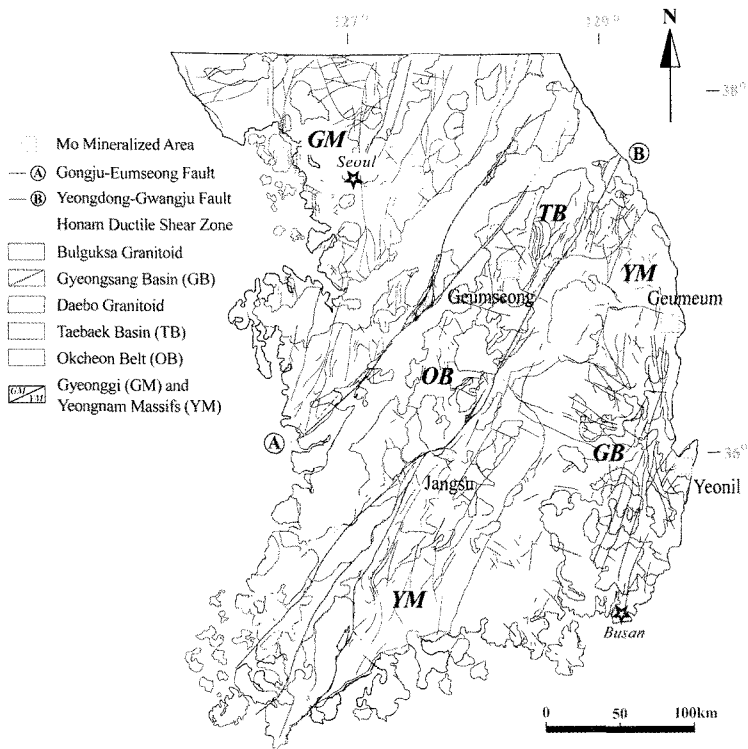 127°
129°
N
38°
Mo Mineralized Area
A Gongju-Eumseong Fault
B Yeongdong-Gwangju Fault
Honam Ductile Shear Zone
Bulguksa Granitoid
Gyeongsang Basin (GB)
Daebo Granitoid
Taebaek Basin (TB)
Okcheon Belt (OB)
GM YM Gyeonggi (GM) and
Yeongnam Massifs (YM)
GM
Seoul
B
TB
YM
Geumseong
Geumeum
OB
A
GB
36°
Jangsu
Yeonil
YM
Busan
0 50 100km